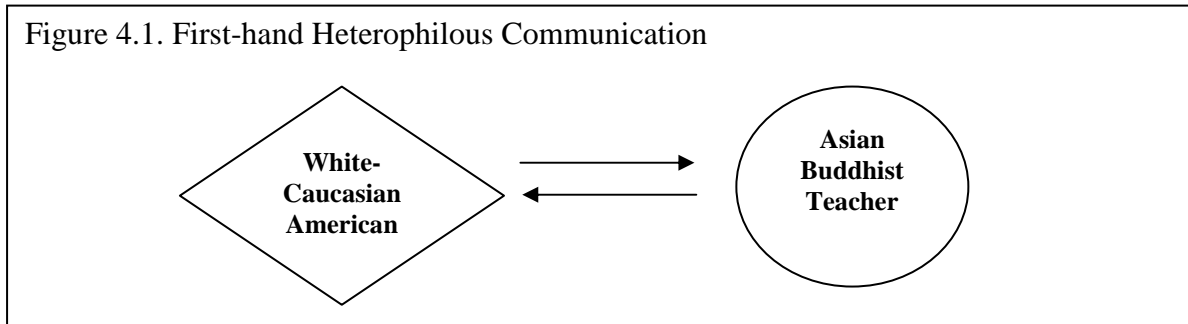 Figure 4.1. First-hand Heterophilous Communication
White-
Caucasian
American
Asian
Buddhist
Teacher